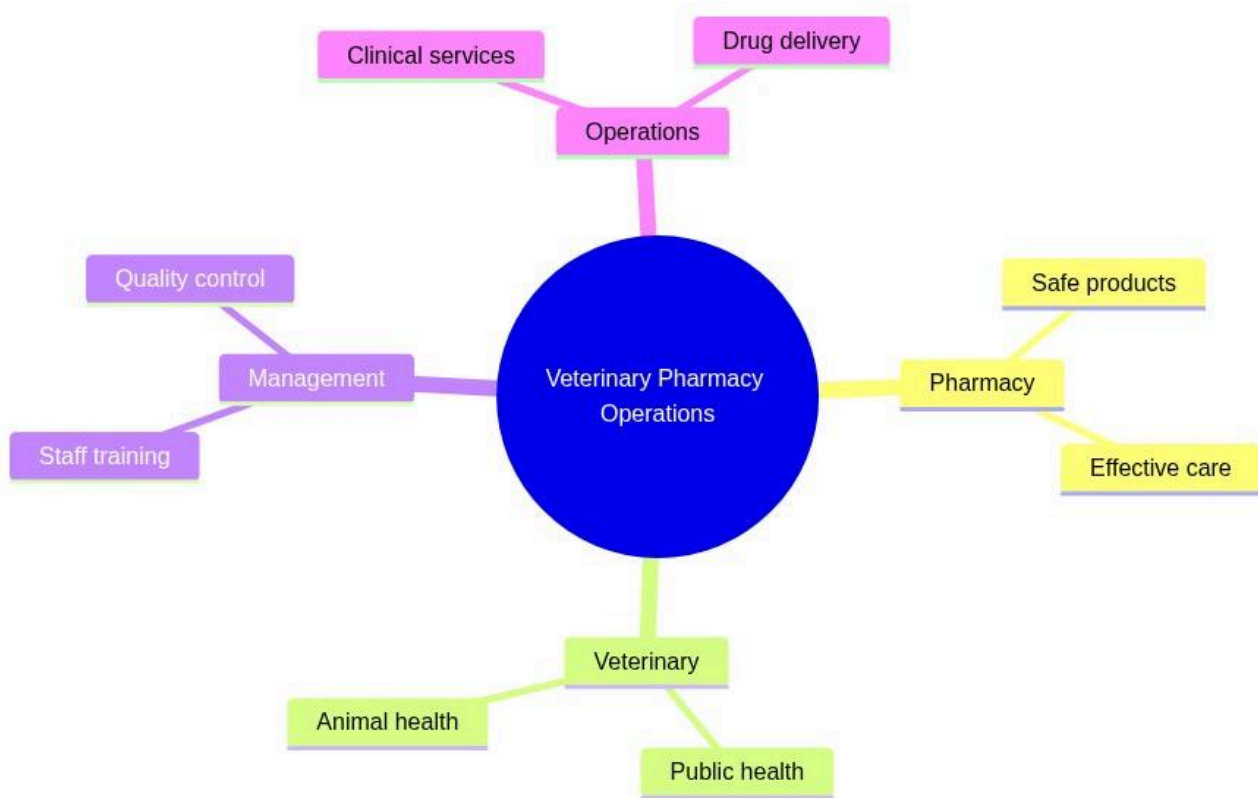 Clinical services
Drug delivery
Operations
Quality control
Management
Staff training
Veterinary Pharmacy
Operations
Safe products
Pharmacy
Effective care
Veterinary
Animal health
Public health